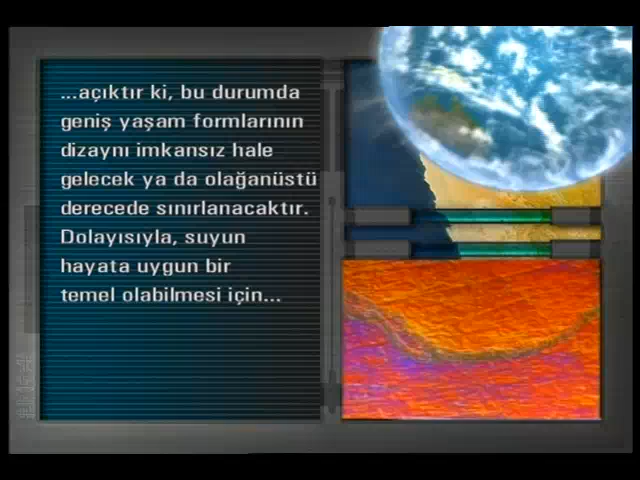 ...açıktır ki, bu durumda
geniş yaşam formlarının
dizaynı imkansız hale
gelecek ya da olağanüstü
derecede sınırlanacaktır.
Dolayısıyla, suyun
hayata uygun bir
temel olabilmesi için...